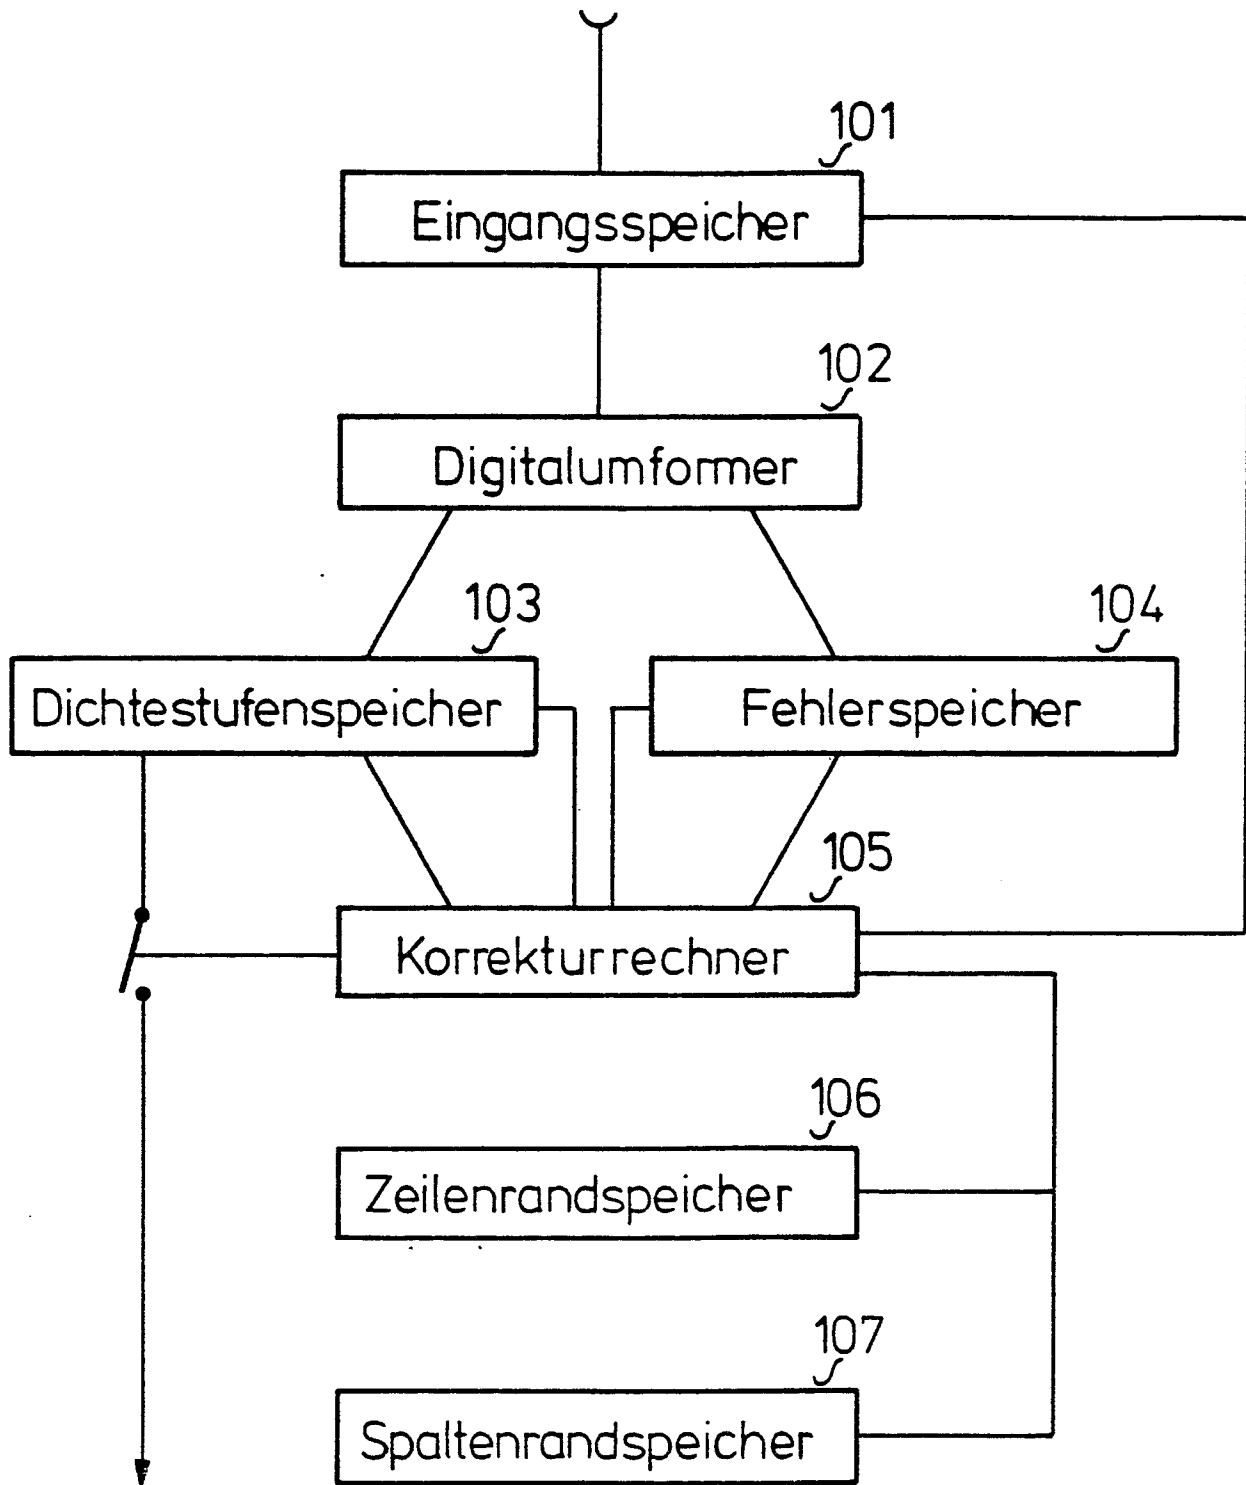 101
Eingangsspeicher
102
Digitalumformer
103
Dichtestufenspeicher
104
Fehlerspeicher
105
Korrekturrechner
106
Zeilenrandspeicher
107
Spaltenrandspeicher